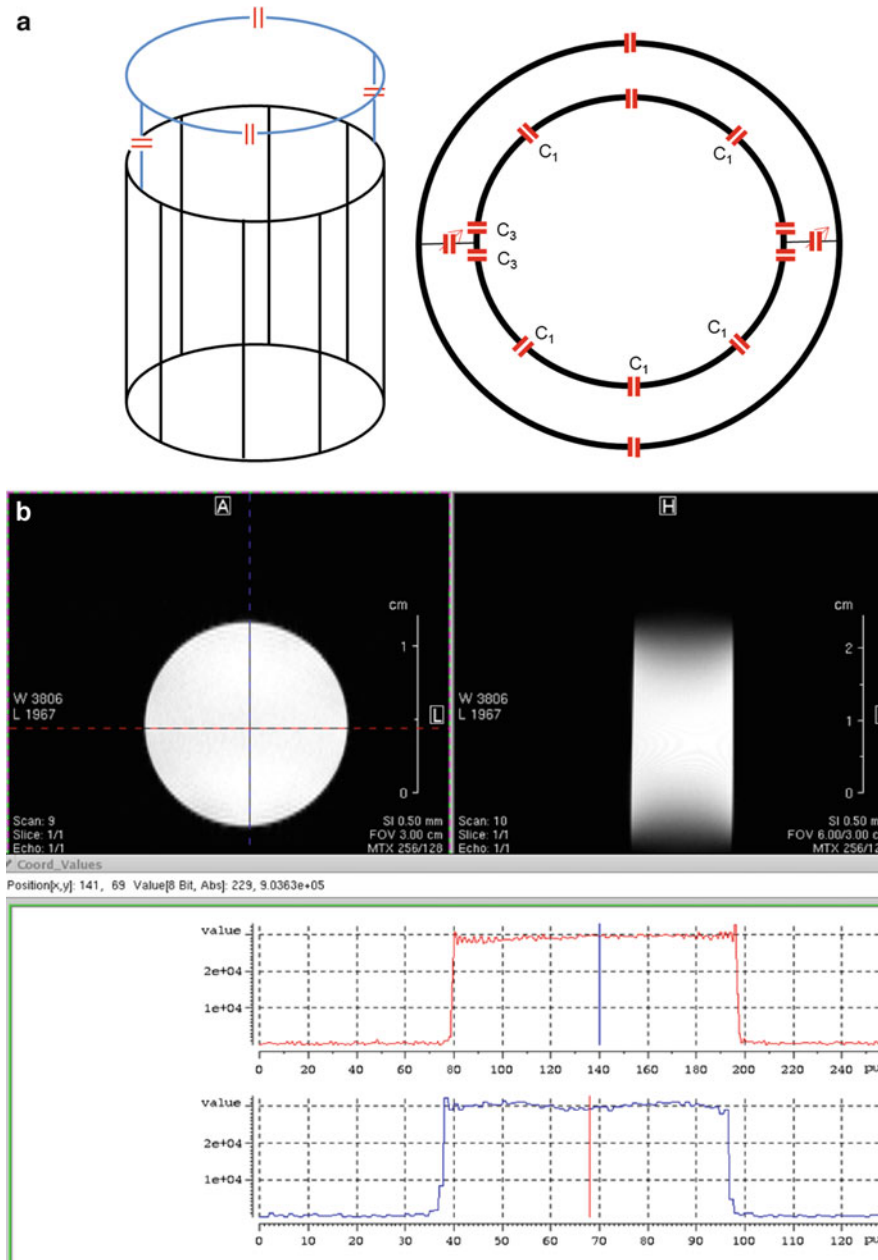 a
C1
C1
C3
C3
C1
C1
C1
b
A
H
cm
1
0
W 3806
L 1967
L
Scan: 9
Slice: 1/1
Echo: 1/1
SI 0.50 mm
FOV 3.00 cm
MTX 256/128
cm
2
1
0
W 3806
L 1967
Scan: 10
Slice: 1/1
Echo: 1/1
SI 0.50 m
FOV 6.00/3.00 c
MTX 256/12
Coord_Values
Position[x,y]: 141, 69 Value[8 Bit, Abs]: 229, 9.0363e+05
value
2e+04
1e+04
0 20 40 60 80 100 120 140 160 180 200 220 240
value
2e+04
1e+04
0 10 20 30 40 50 60 70 80 90 100 110 120